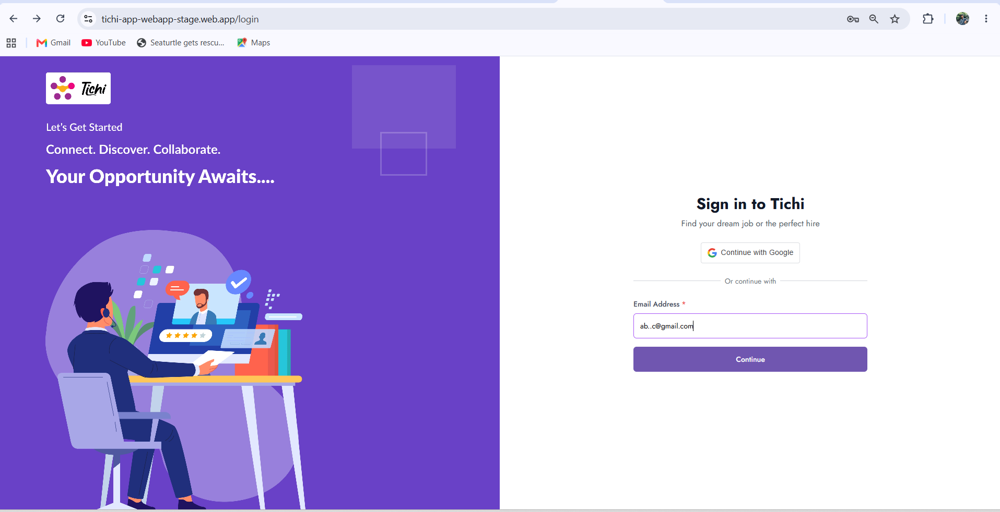 tichi-app-webapp-stage.web.app/login
Gmail YouTube Seaturtle gets rescu... Maps
Tichi
Let's Get Started
Connect. Discover. Collaborate.
Your Opportunity Awaits....
Sign in to Tichi
Find your dream job or the perfect hire
Continue with Google
Or continue with
Email Address *
ab..c@gmail.com
Continue